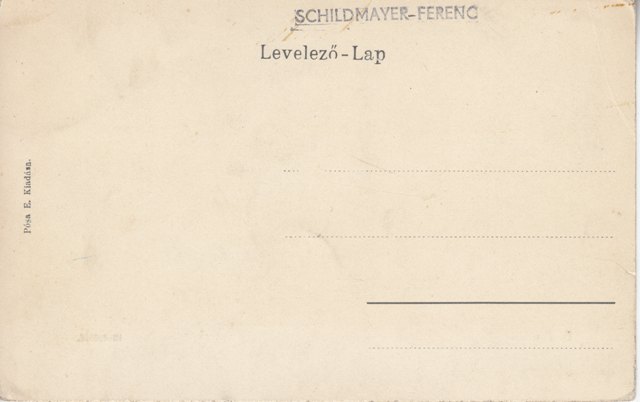 SCHILDMAYER-FERENC
Levelező-Lap
Pósa E. Kiadása.